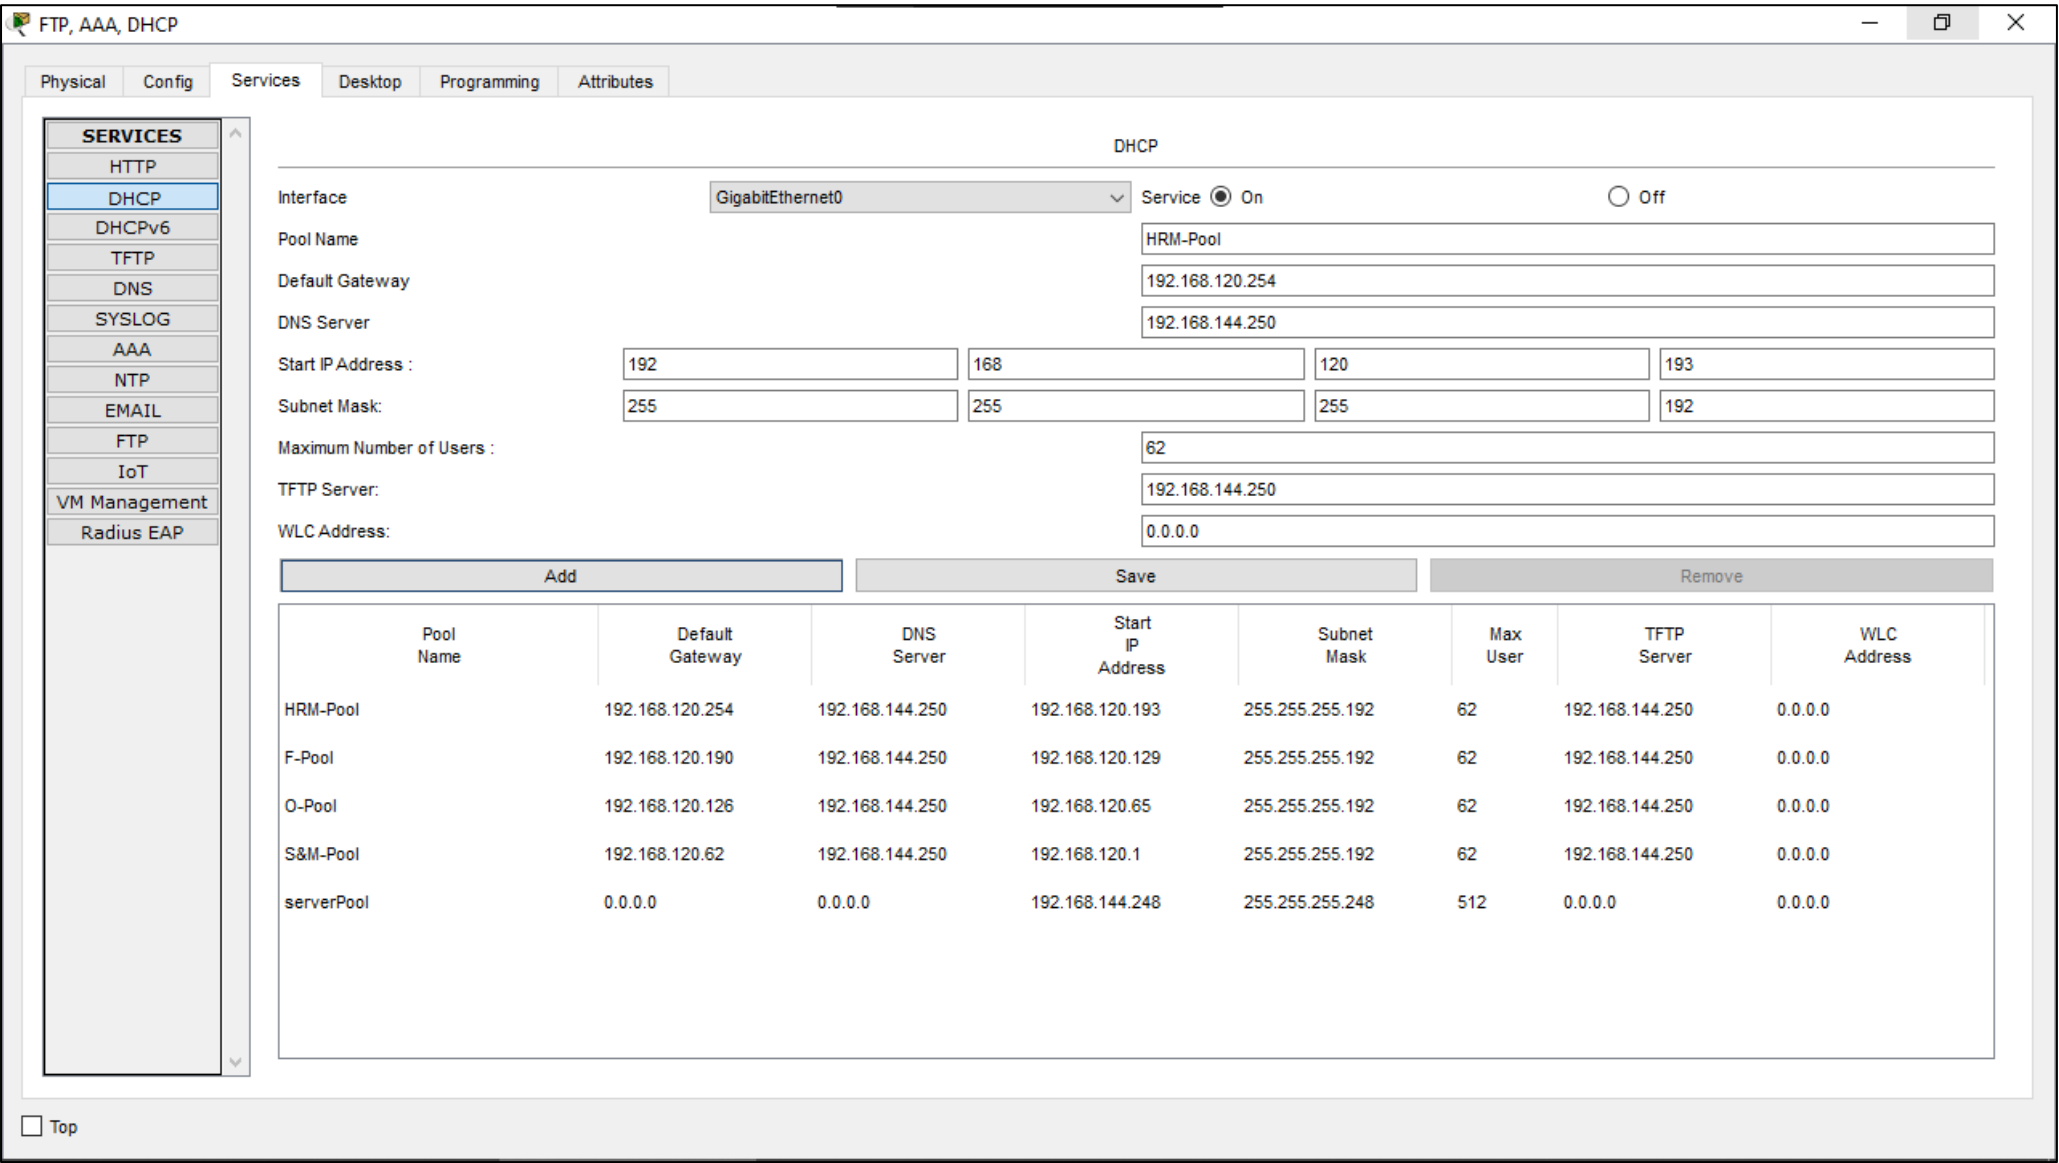 FTP, AAA, DHCP
Physical Config Services Desktop Programming Attributes
SERVICES
HTTP
DHCP
DHCPv6
TFTP
DNS
SYSLOG
AAA
NTP
EMAIL
FTP
IoT
VM Management
Radius EAP
DHCP
Interface GigabitEthernet0 Service On Off
Pool Name HRM-Pool
Default Gateway 192.168.120.254
DNS Server 192.168.144.250
Start IP Address : 192 168 120 193
Subnet Mask: 255 255 255 192
Maximum Number of Users : 62
TFTP Server: 192.168.144.250
WLC Address: 0.0.0.0
Add Save Remove
Pool Name Default Gateway DNS Server Start IP Address Subnet Mask Max User TFTP Server WLC Address
HRM-Pool 192.168.120.254 192.168.144.250 192.168.120.193 255.255.255.192 62 192.168.144.250 0.0.0.0
F-Pool 192.168.120.190 192.168.144.250 192.168.120.129 255.255.255.192 62 192.168.144.250 0.0.0.0
O-Pool 192.168.120.126 192.168.144.250 192.168.120.65 255.255.255.192 62 192.168.144.250 0.0.0.0
S&M-Pool 192.168.120.62 192.168.144.250 192.168.120.1 255.255.255.192 62 192.168.144.250 0.0.0.0
serverPool 0.0.0.0 0.0.0.0 192.168.144.248 255.255.255.248 512 0.0.0.0 0.0.0.0
Top